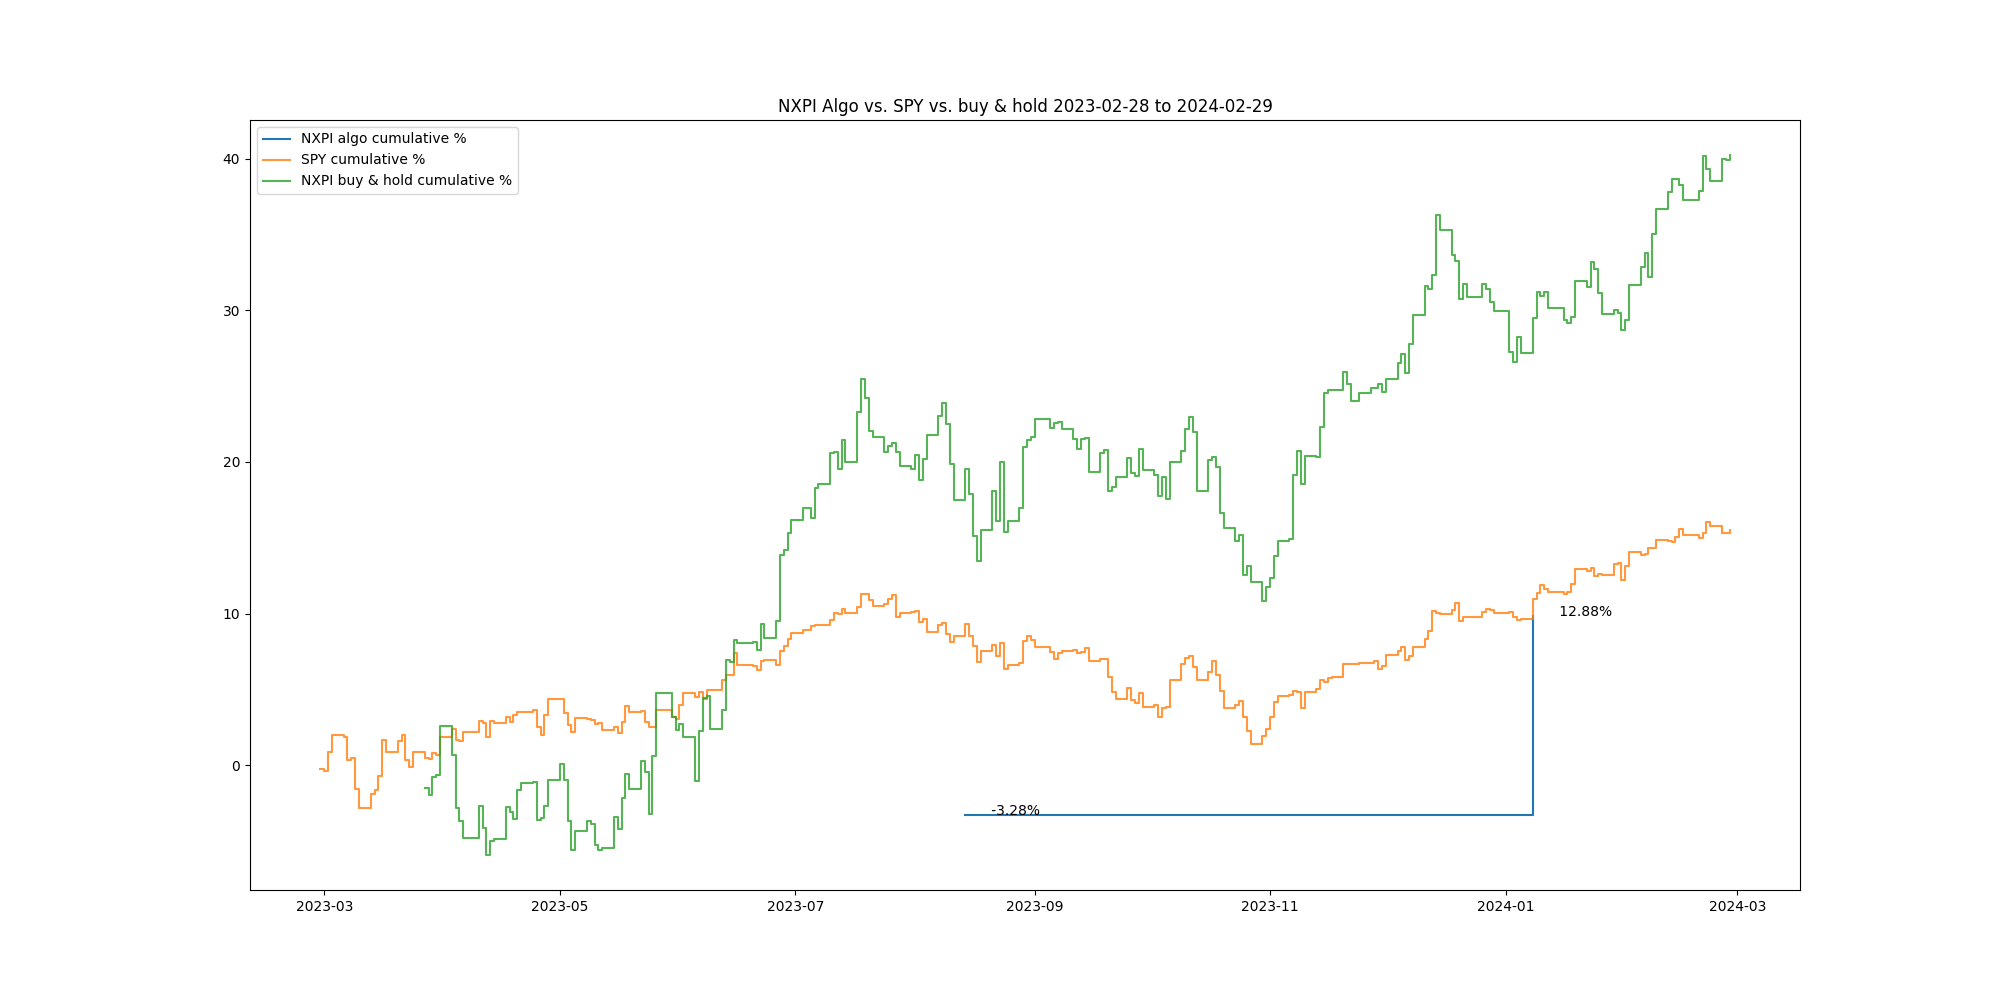 NXPI Algo vs. SPY vs. buy & hold 2023-02-28 to 2024-02-29
NXPI algo cumulative %
SPY cumulative %
NXPI buy & hold cumulative %
40
30
20
10
0
12.88%
-3.28%
2023-03 2023-05 2023-07 2023-09 2023-11 2024-01 2024-03